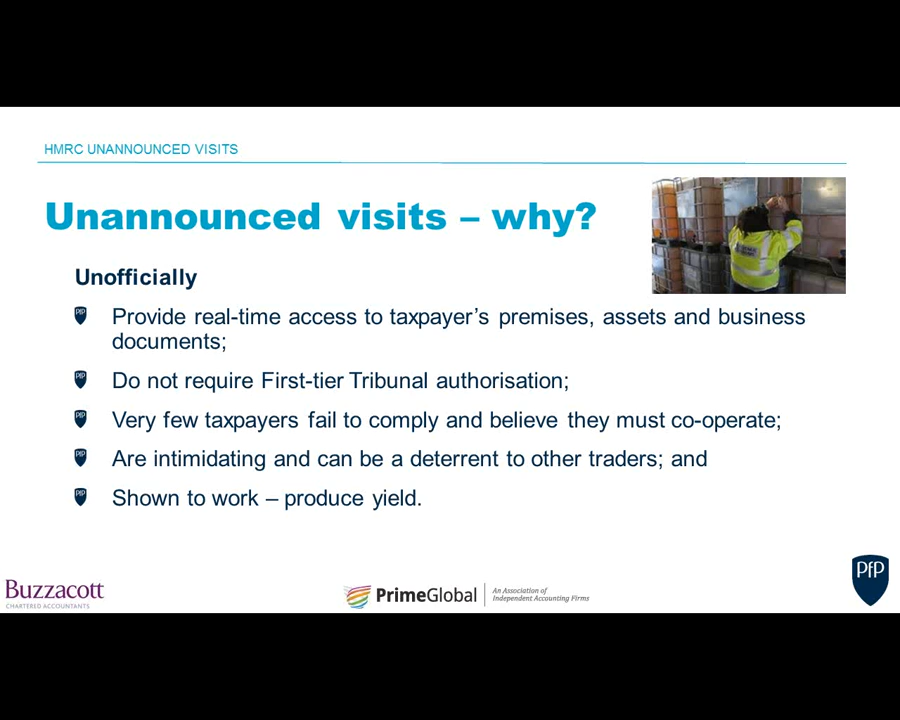 HMRC UNANNOUNCED VISITS
Unannounced visits – why?
Unofficially
Provide real-time access to taxpayer's premises, assets and business
documents;
Do not require First-tier Tribunal authorisation;
Very few taxpayers fail to comply and believe they must co-operate;
Are intimidating and can be a deterrent to other traders; and
Shown to work – produce yield.
Buzzacott
CHARTERED ACCOUNTANTS
PrimeGlobal
An Association of
Independent Accounting Firms
PfP